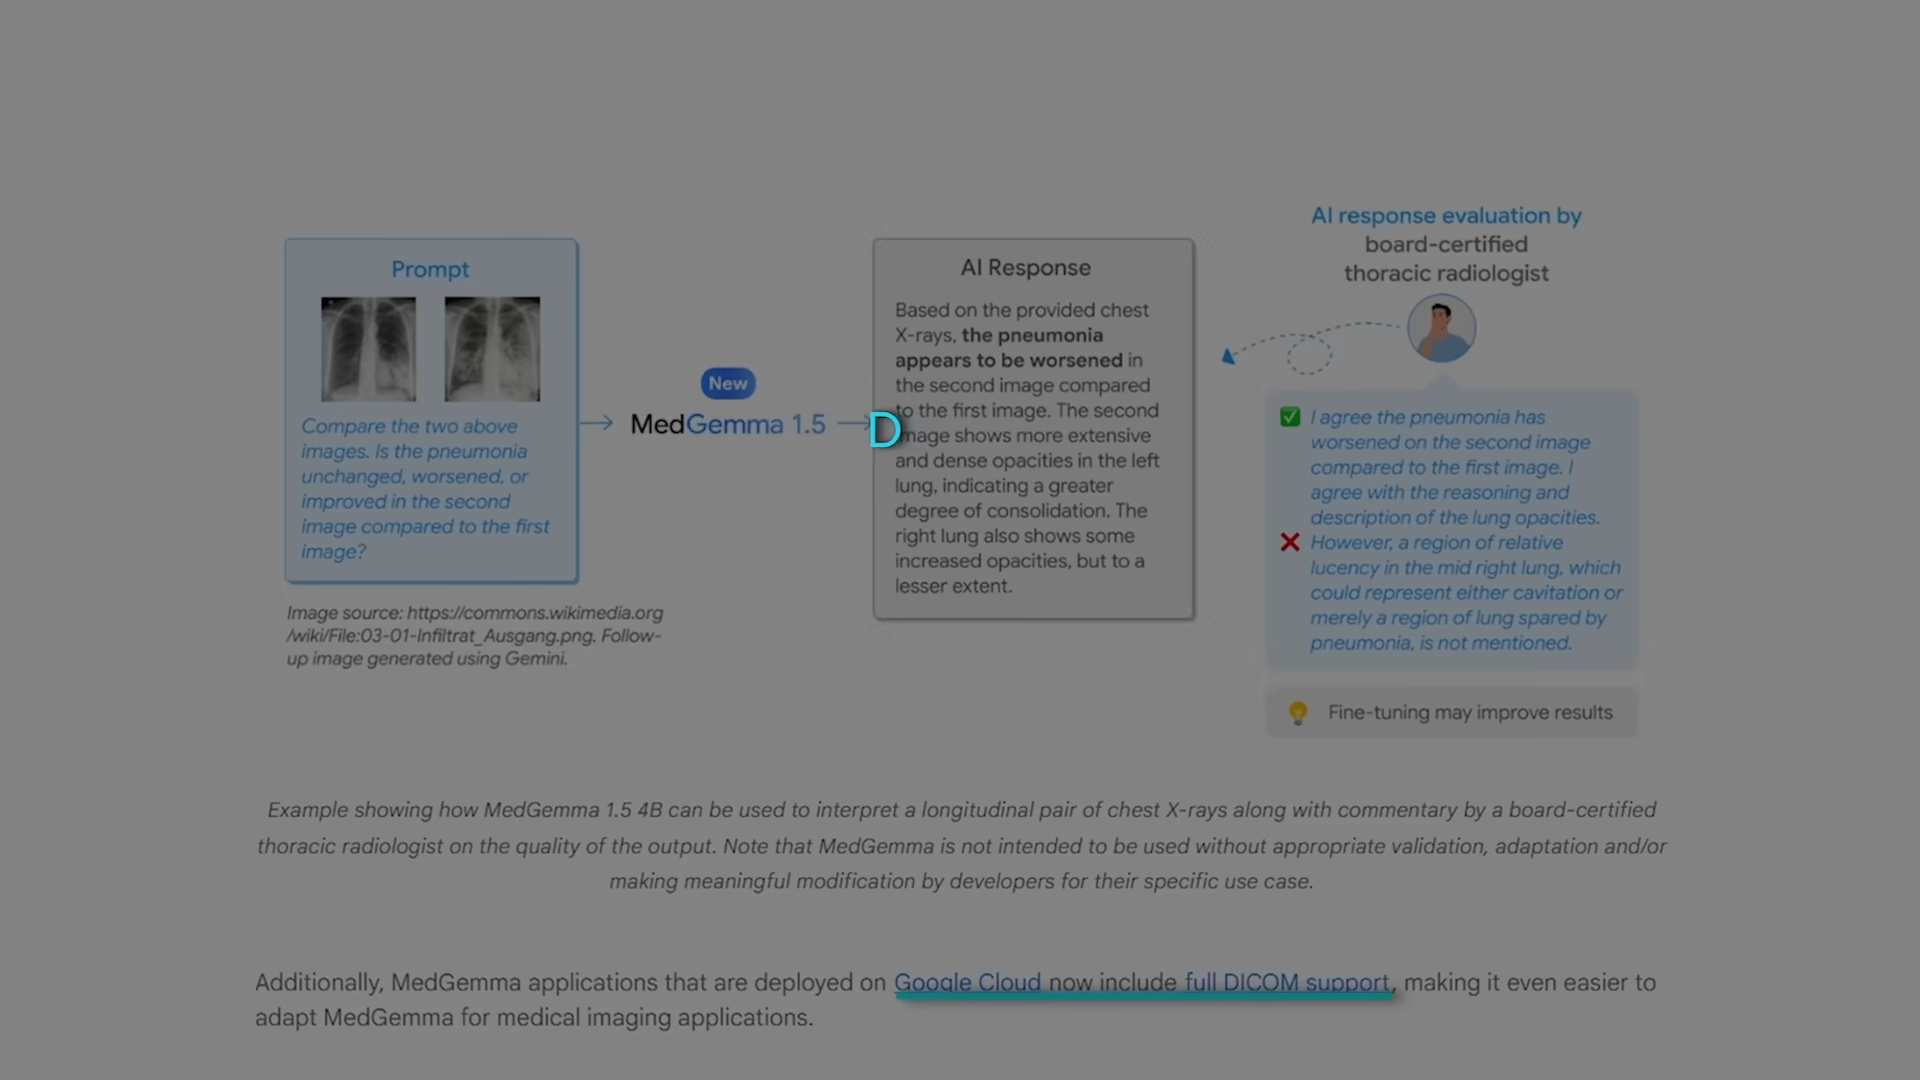 Prompt
Compare the two above
images. Is the pneumonia
unchanged, worsened, or
improved in the second
image compared to the first
image?
Image source: https://commons.wikimedia.org
/wiki/File:03-01-Infiltrat_Ausgang.png. Follow-
up image generated using Gemini.
New
MedGemma 1.5
D
AI Response
Based on the provided chest
X-rays, the pneumonia
appears to be worsened in
the second image compared
to the first image. The second
image shows more extensive
and dense opacities in the left
lung, indicating a greater
degree of consolidation. The
right lung also shows some
increased opacities, but to a
lesser extent.
AI response evaluation by
board-certified
thoracic radiologist
I agree the pneumonia has
worsened on the second image
compared to the first image. I
agree with the reasoning and
description of the lung opacities.
However, a region of relative
lucency in the mid right lung, which
could represent either cavitation or
merely a region of lung spared by
pneumonia, is not mentioned.
Fine-tuning may improve results
Example showing how MedGemma 1.5 4B can be used to interpret a longitudinal pair of chest X-rays along with commentary by a board-certified
thoracic radiologist on the quality of the output. Note that MedGemma is not intended to be used without appropriate validation, adaptation and/or
making meaningful modification by developers for their specific use case.
Additionally, MedGemma applications that are deployed on Google Cloud now include full DICOM support, making it even easier to
adapt MedGemma for medical imaging applications.